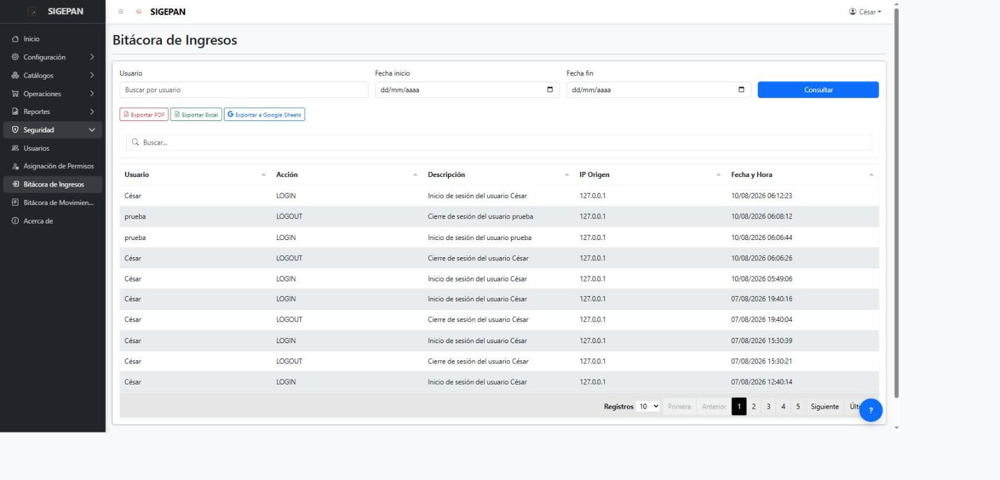 SIGEPAN
SIGEPAN
César
Inicio
Configuración
Catálogos
Operaciones
Reportes
Seguridad
Usuarios
Asignación de Permisos
Bitácora de Ingresos
Bitácora de Movimien...
Acerca de
Bitácora de Ingresos
Usuario Fecha inicio Fecha fin
Buscar por usuario dd/mm/aaaa dd/mm/aaaa Consultar
Exportar PDF Exportar Excel Exportar a Google Sheets
Buscar...
Usuario Acción Descripción IP Origen Fecha y Hora
César LOGIN Inicio de sesión del usuario César 127.0.0.1 10/08/2026 06:12:23
prueba LOGOUT Cierre de sesión del usuario prueba 127.0.0.1 10/08/2026 06:08:12
prueba LOGIN Inicio de sesión del usuario prueba 127.0.0.1 10/08/2026 06:06:44
César LOGOUT Cierre de sesión del usuario César 127.0.0.1 10/08/2026 06:06:26
César LOGIN Inicio de sesión del usuario César 127.0.0.1 10/08/2026 05:49:06
César LOGIN Inicio de sesión del usuario César 127.0.0.1 07/08/2026 19:40:16
César LOGOUT Cierre de sesión del usuario César 127.0.0.1 07/08/2026 19:40:04
César LOGIN Inicio de sesión del usuario César 127.0.0.1 07/08/2026 15:30:39
César LOGOUT Cierre de sesión del usuario César 127.0.0.1 07/08/2026 15:30:21
César LOGIN Inicio de sesión del usuario César 127.0.0.1 07/08/2026 12:40:14
Registros 10 Primera Anterior 1 2 3 4 5 Siguiente ?